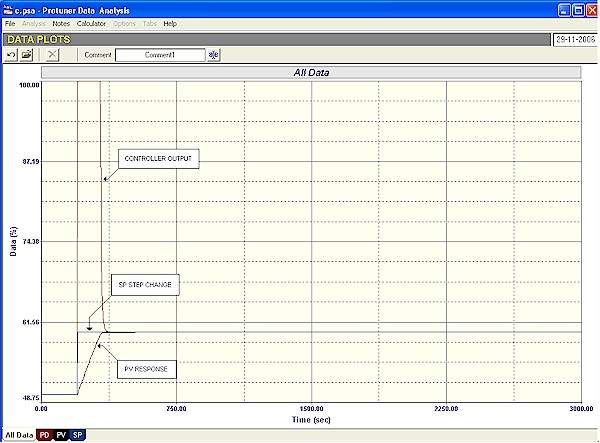 c.psa - Protuner Data Analysis
File Analysis Notes Calculator Options Tabs Help
DATA PLOTS
29-11-2006
Comment Comment1
All Data
100.00
87.19
74.38
61.56
48.75
Data (%)
CONTROLLER OUTPUT
SP STEP CHANGE
PV RESPONSE
0.00 750.00 1500.00 2250.00 3000.00
Time (sec)
All Data PD PV SP